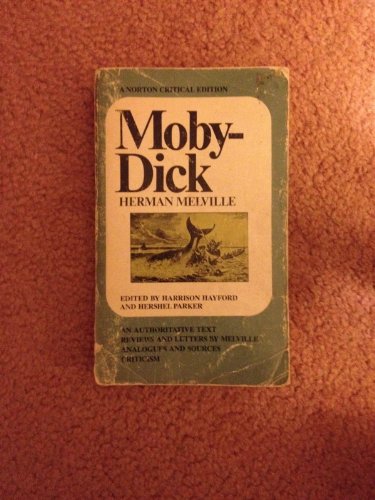 A NORTON CRITICAL EDITION
Moby-
Dick
HERMAN MELVILLE
EDITED BY HARRISON HAYFORD
AND HERSHEL PARKER
AN AUTHORITATIVE TEXT
REVIEWS AND LETTERS BY MELVILLE
ANALOGUES AND SOURCES
CRITICISM